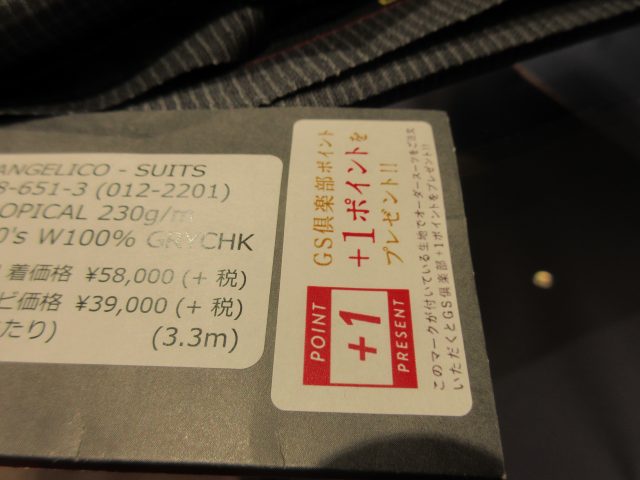 ANGELICO - SUITS
8-651-3 (012-2201)
OPICAL 230g/m
0's W100% GRYCHK
着価格 ¥58,000 (+ 税)
ピ価格 ¥39,000 (+ 税)
たり) (3.3m)
GS倶楽部ポイント
+1ポイントを
プレゼント!!
POINT
+1
PRESENT
このマークが付いている生地でオーダースーツをご注文
いただくとGS倶楽部+1ポイントをプレゼント!!